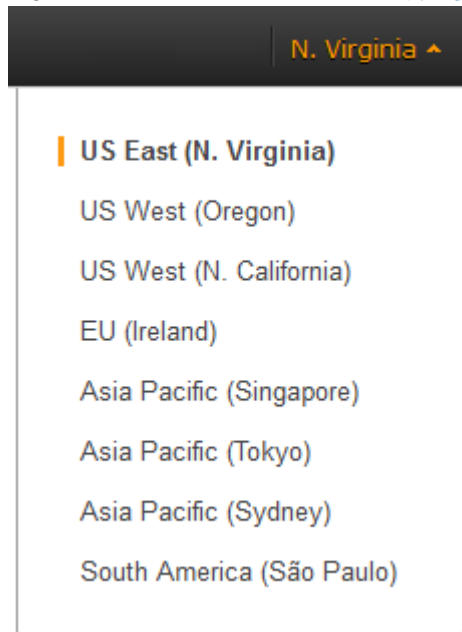 N. Virginia
US East (N. Virginia)
US West (Oregon)
US West (N. California)
EU (Ireland)
Asia Pacific (Singapore)
Asia Pacific (Tokyo)
Asia Pacific (Sydney)
South America (São Paulo)